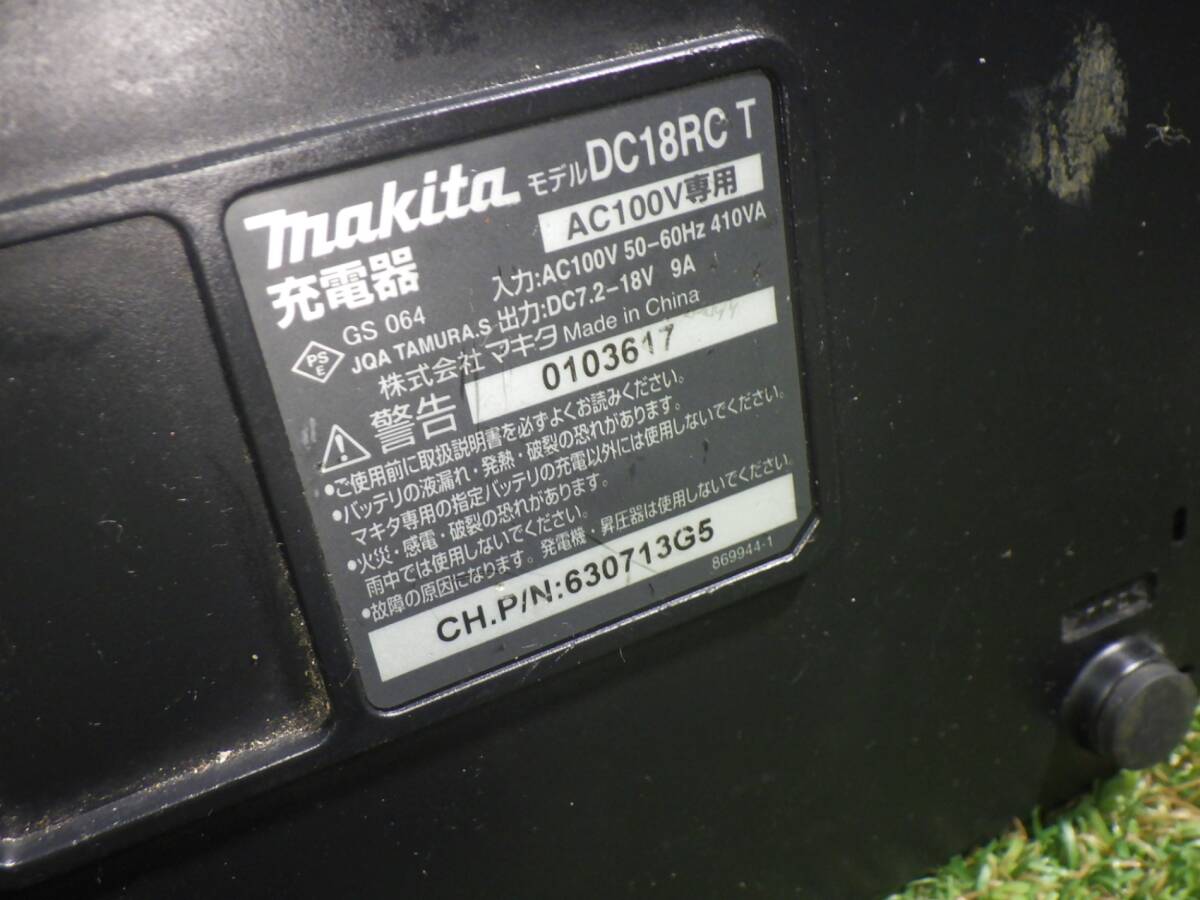 makita モデル DC18RC T
充電器 AC100V専用
入力:AC100V 50-60Hz 410VA
GS 064
出力:DC7.2-18V 9A
PS E JQA TAMURA.S
株式会社 マキタ Made in China
警告 0103617
•ご使用前に取扱説明書を必ずよくお読みください。
•バッテリの液漏れ・発熱・破裂の恐れがあります。
マキタ専用の指定バッテリの充電以外には使用しないでください。
•火災・感電・破裂の恐れがあります。
雨中では使用しないでください。
•故障の原因になります。発電機・昇圧器は使用しないでください。
CH.P/N:630713G5
869944-1